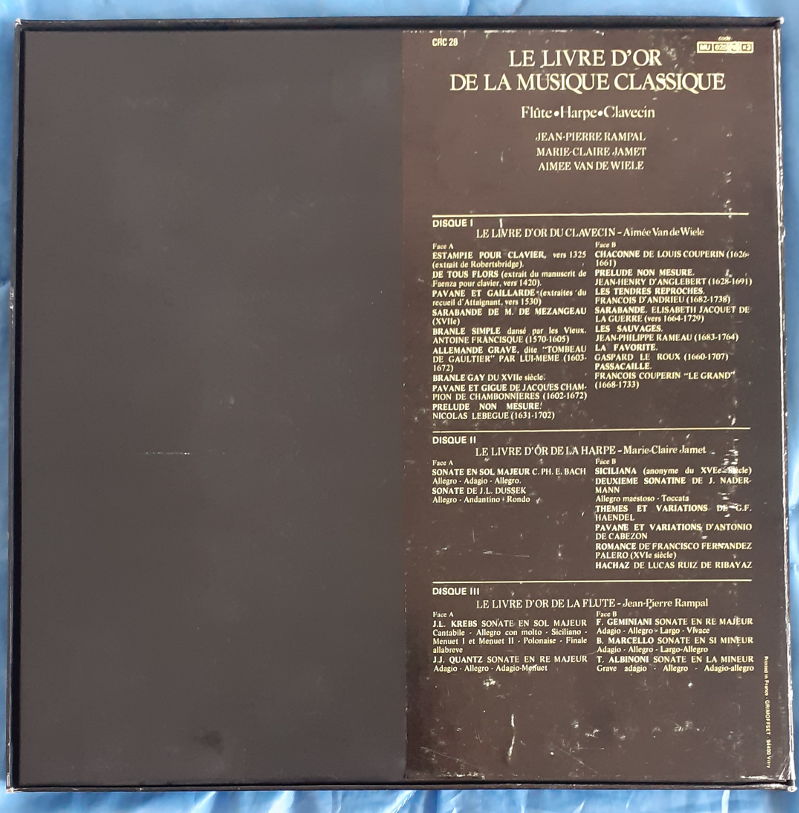 CRC 28
code
MU
LE LIVRE D'OR
DE LA MUSIQUE CLASSIQUE
Flûte•Harpe•Clavecin
JEAN-PIERRE RAMPAL
MARIE-CLAIRE JAMET
AIMEE VAN DE WIELE
DISQUE I
LE LIVRE D'OR DU CLAVECIN – Aimée Van de Wiele
Face A
ESTAMPIE POUR CLAVIER, vers 1325
(extrait de Robertsbridge).
DE TOUS FLORS (extrait du manuscrit de
Faenza pour clavier, vers 1420).
PAVANE ET GAILLARDE (extraites du
recueil d'Attaignant, vers 1530)
SARABANDE DE M. DE MEZANGEAU
(XVIIe)
BRANLE SIMPLE dansé par les Vieux.
ANTOINE FRANCISQUE (1570-1605)
ALLEMANDE GRAVE, dite "TOMBEAU
DE GAULTIER" PAR LUI-MEME (1603-
1672)
BRANLE GAY DU XVIIe siècle.
PAVANE ET GIGUE DE JACQUES CHAM-
PION DE CHAMBONNIERES (1602-1672)
PRELUDE NON MESURE.
NICOLAS LEBEGUE (1631-1702)
Face B
CHACONNE DE LOUIS COUPERIN (1626-
1661)
PRELUDE NON MESURE.
JEAN-HENRY D'ANGLEBERT (1628-1691)
LES TENDRES REPROCHES.
FRANCOIS D'ANDRIEU (1682-1738)
SARABANDE. ELISABETH JACQUET DE
LA GUERRE (vers 1664-1729)
LES SAUVAGES.
JEAN-PHILIPPE RAMEAU (1683-1764)
LA FAVORITE.
GASPARD LE ROUX (1660-1707)
PASSACAILLE.
FRANCOIS COUPERIN "LE GRAND"
(1668-1733)
DISQUE II
LE LIVRE D'OR DE LA HARPE – Marie-Claire Jamet
Face A
SONATE EN SOL MAJEUR C. PH. E. BACH
Allegro - Adagio - Allegro.
SONATE DE J.L. DUSSEK
Allegro - Andantino - Rondo
Face B
SICILIANA (anonyme du XVEe siècle)
DEUXIEME SONATINE DE J. NADER-
MANN
Allegro maestoso - Toccata
THEMES ET VARIATIONS DE G.F.
HAENDEL
PAVANE ET VARIATIONS D'ANTONIO
DE CABEZON
ROMANCE DE FRANCISCO FERNANDEZ
PALERO (XVIe siècle)
HACHAZ DE LUCAS RUIZ DE RIBAYAZ
DISQUE III
LE LIVRE D'OR DE LA FLUTE – Jean-Pierre Rampal
Face A
J.L. KREBS SONATE EN SOL MAJEUR
Cantabile - Allegro con molto - Siciliano -
Menuet I et Menuet II - Polonaise - Finale
allabreve
J.J. QUANTZ SONATE EN RE MAJEUR
Adagio - Allegro - Adagio-Menuet
Face B
F. GEMINIANI SONATE EN RE MAJEUR
Adagio - Allegro - Largo - Vivace
B. MARCELLO SONATE EN SI MINEUR
Adagio - Allegro - Largo-Allegro
T. ALBINONI SONATE EN LA MINEUR
Grave adagio - Allegro - Adagio-allegro
Printed in France - GRIMOFFSET - 94400 Vitry